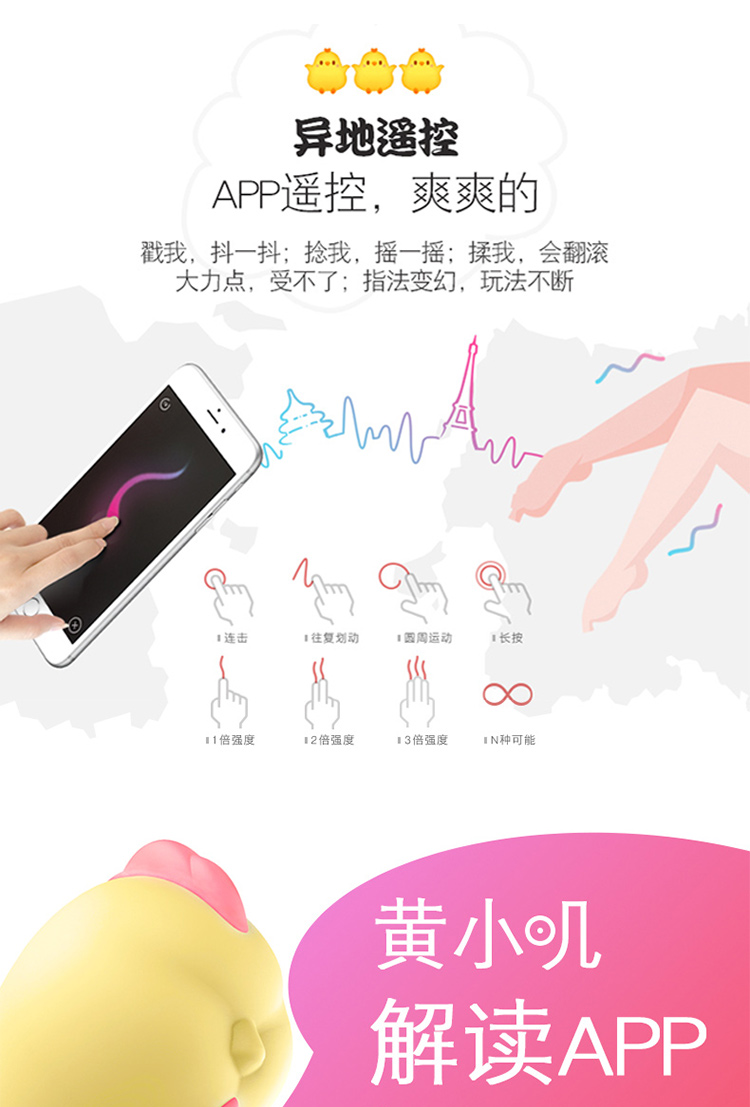 异地遥控
APP遥控，爽爽的
戳我，抖一抖；捻我，摇一摇；揉我，会翻滚
大力点，受不了；指法变幻，玩法不断
连击
往复划动
圆周运动
长按
1倍强度
2倍强度
3倍强度
N种可能
黄小叽
解读APP